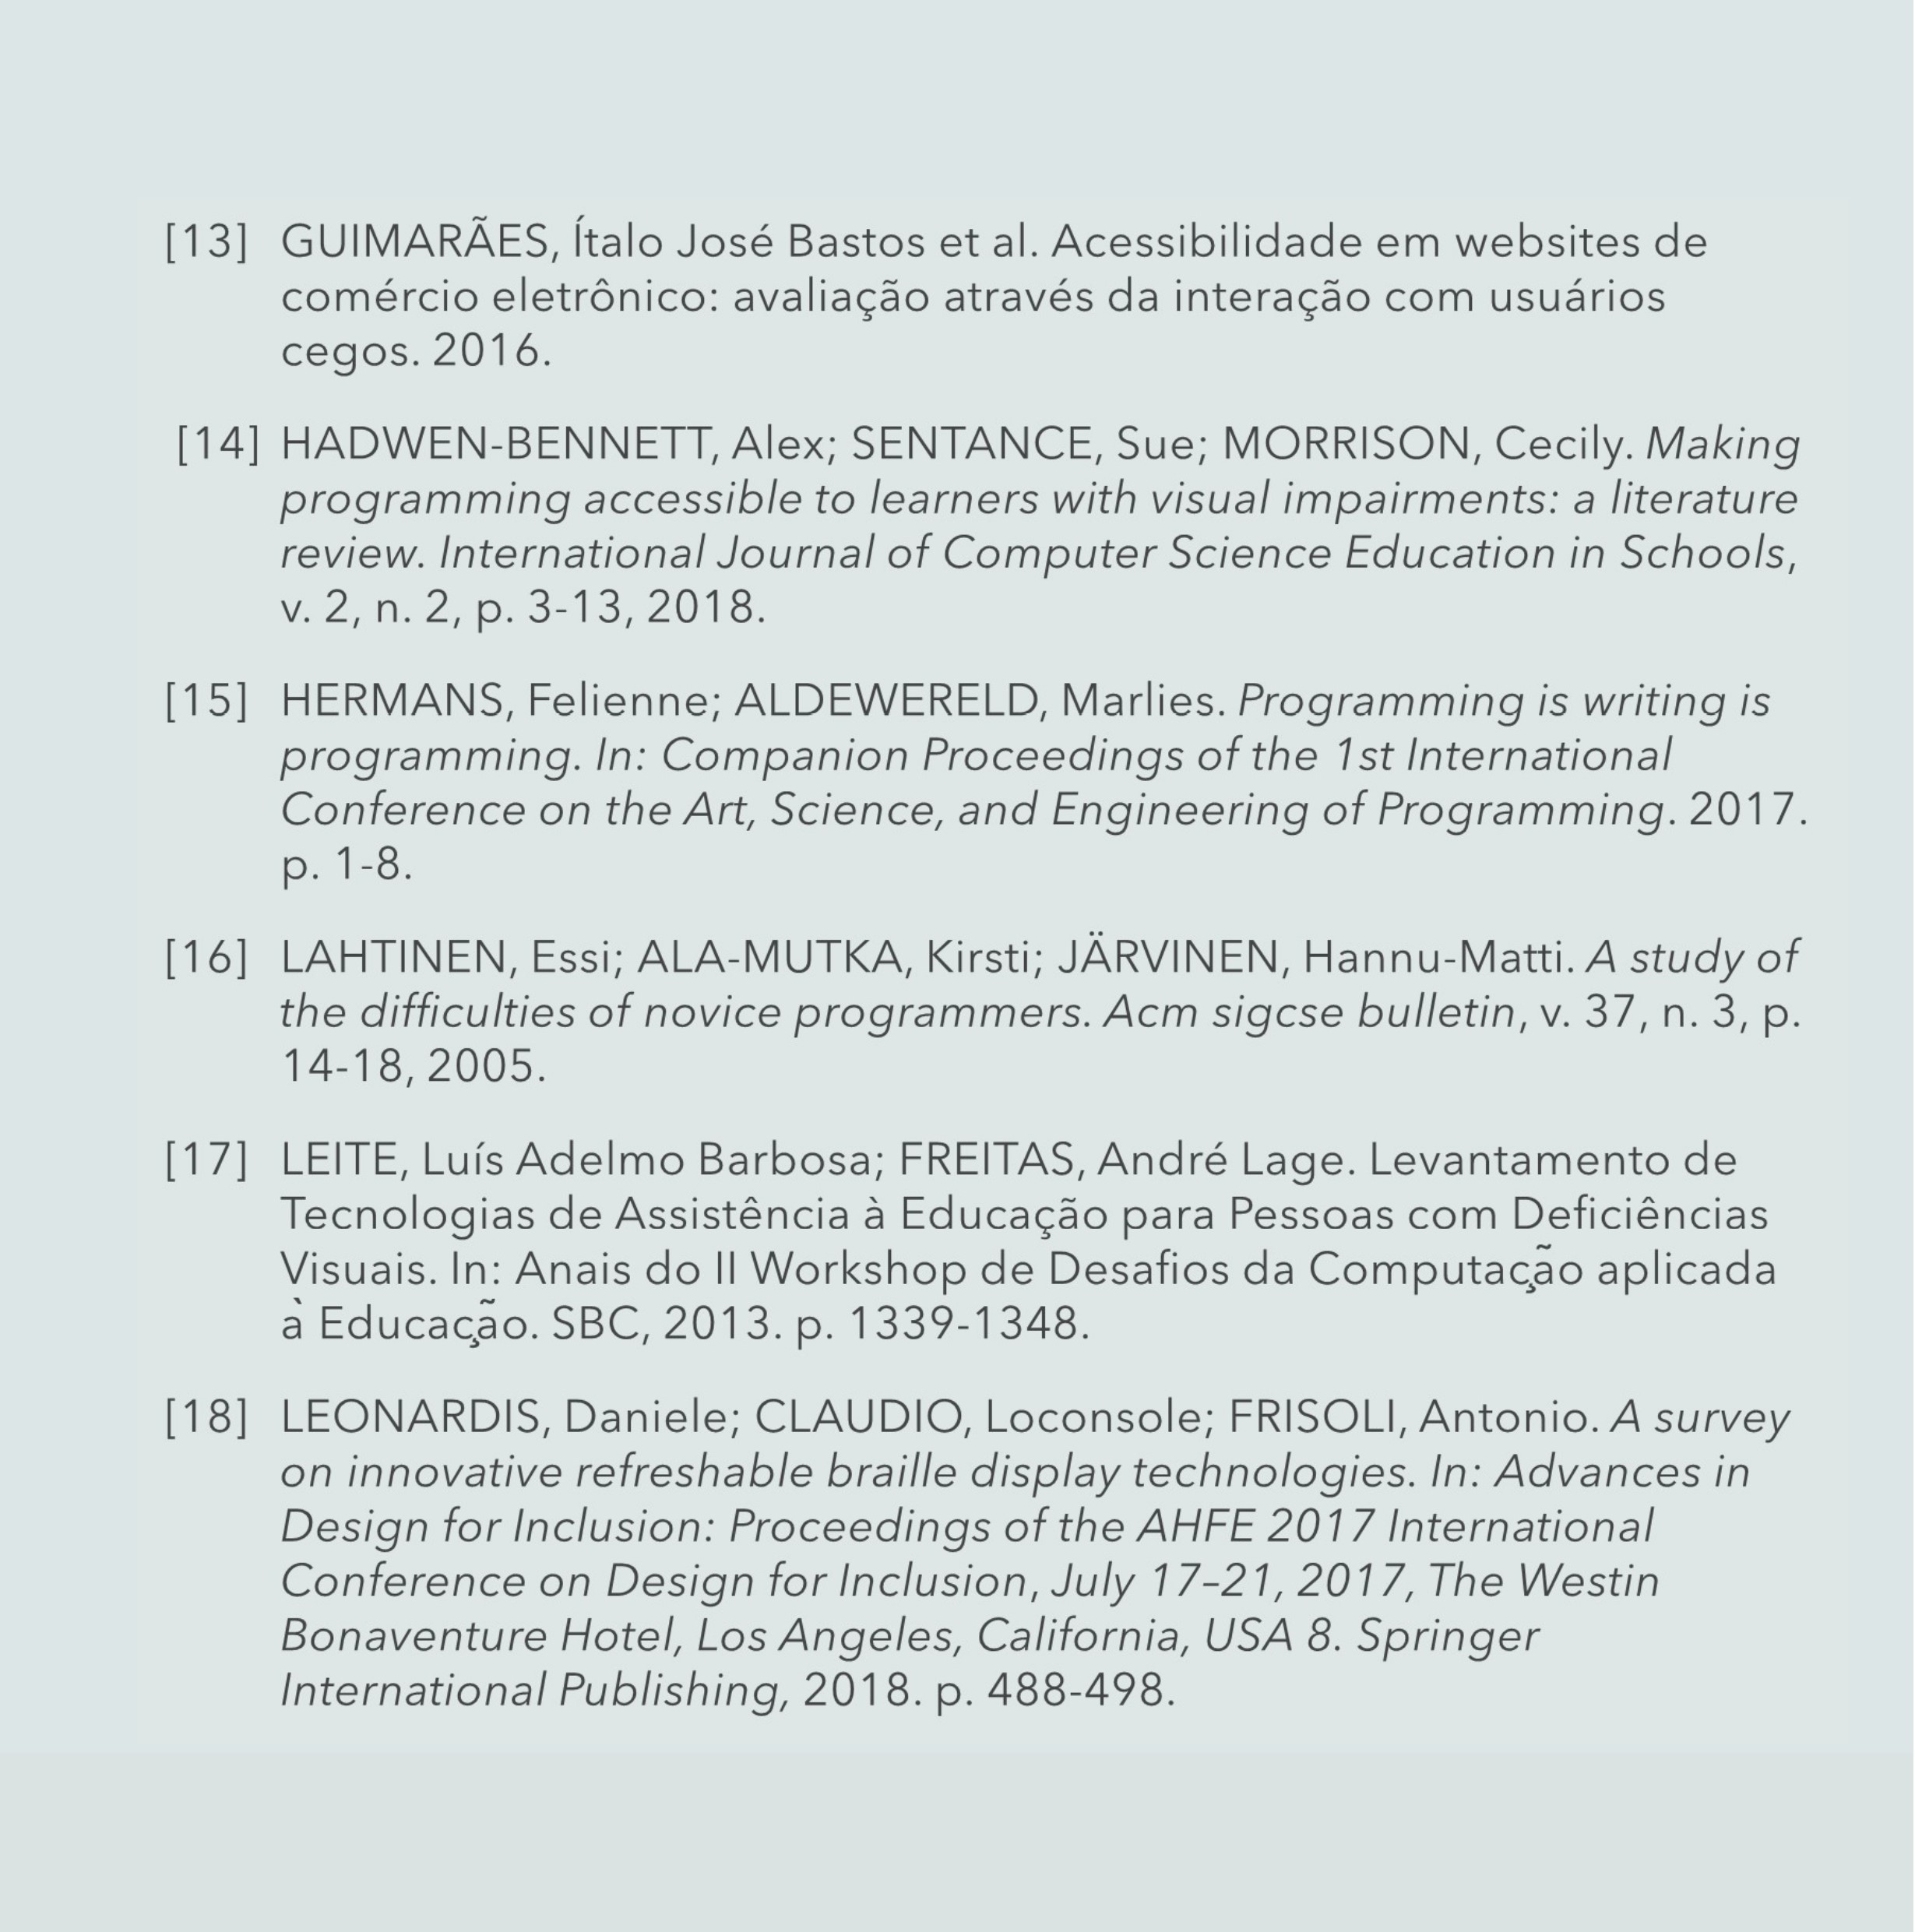 [13] GUIMARÃES, Ítalo José Bastos et al. Acessibilidade em websites de
comércio eletrônico: avaliação através da interação com usuários
cegos. 2016.
[14] HADWEN-BENNETT, Alex; SENTANCE, Sue; MORRISON, Cecily. Making
programming accessible to learners with visual impairments: a literature
review. International Journal of Computer Science Education in Schools,
v. 2, n. 2, p. 3-13, 2018.
[15] HERMANS, Felienne; ALDEWERELD, Marlies. Programming is writing is
programming. In: Companion Proceedings of the 1st International
Conference on the Art, Science, and Engineering of Programming. 2017.
p. 1-8.
[16] LAHTINEN, Essi; ALA-MUTKA, Kirsti; JÄRVINEN, Hannu-Matti. A study of
the difficulties of novice programmers. Acm sigcse bulletin, v. 37, n. 3, p.
14-18, 2005.
[17] LEITE, Luís Adelmo Barbosa; FREITAS, André Lage. Levantamento de
Tecnologias de Assistência à Educação para Pessoas com Deficiências
Visuais. In: Anais do II Workshop de Desafios da Computação aplicada
à Educação. SBC, 2013. p. 1339-1348.
[18] LEONARDIS, Daniele; CLAUDIO, Loconsole; FRISOLI, Antonio. A survey
on innovative refreshable braille display technologies. In: Advances in
Design for Inclusion: Proceedings of the AHFE 2017 International
Conference on Design for Inclusion, July 17–21, 2017, The Westin
Bonaventure Hotel, Los Angeles, California, USA 8. Springer
International Publishing, 2018. p. 488-498.